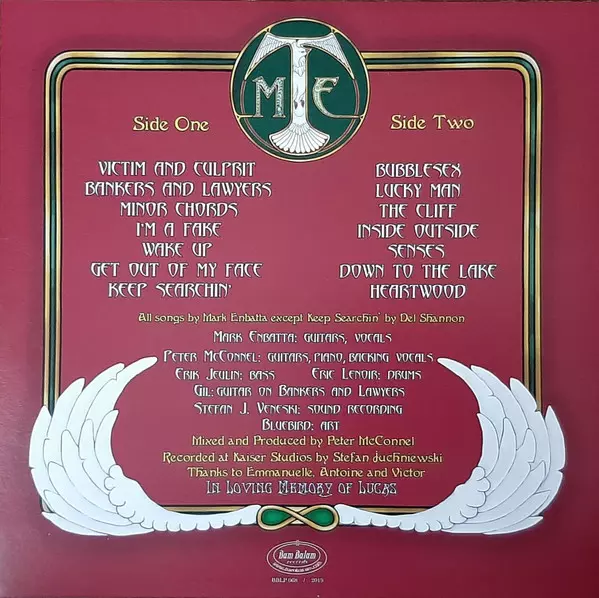 MTE
Side One
VICTIM AND CULPRIT
BANKERS AND LAWYERS
MINOR CHORDS
I'M A FAKE
WAKE UP
GET OUT OF MY FACE
KEEP SEARCHIN'
Side Two
BUBBLESEX
LUCKY MAN
THE CLIFF
INSIDE OUTSIDE
SENSES
DOWN TO THE LAKE
HEARTWOOD
All songs by Mark Enbatta except Keep Searchin' by Del Shannon
Mark Enbatta: guitars, vocals
Peter McConnel: guitars, piano, backing vocals
Erik Jeulin: bass Eric Lenoir: drums
Gil: guitar on Bankers and Lawyers
Stefan J. Veneski: sound recording
Bluebird: art
Mixed and Produced by Peter McConnel
Recorded at Kaiser Studios by Stefan Juchniewski
Thanks to Emmanuelle, Antoine and Victor
In Loving Memory of Lucas
Bam Balam
records
BBLP 068 / 2019